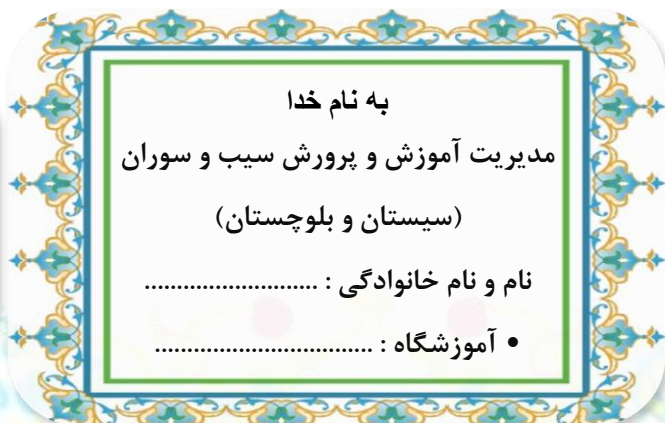 به نام خدا
مدیریت آموزش و پرورش سیب و سوران
(سیستان و بلوچستان)
نام و نام خانوادگی : ...........................
• آموزشگاه : ..................................